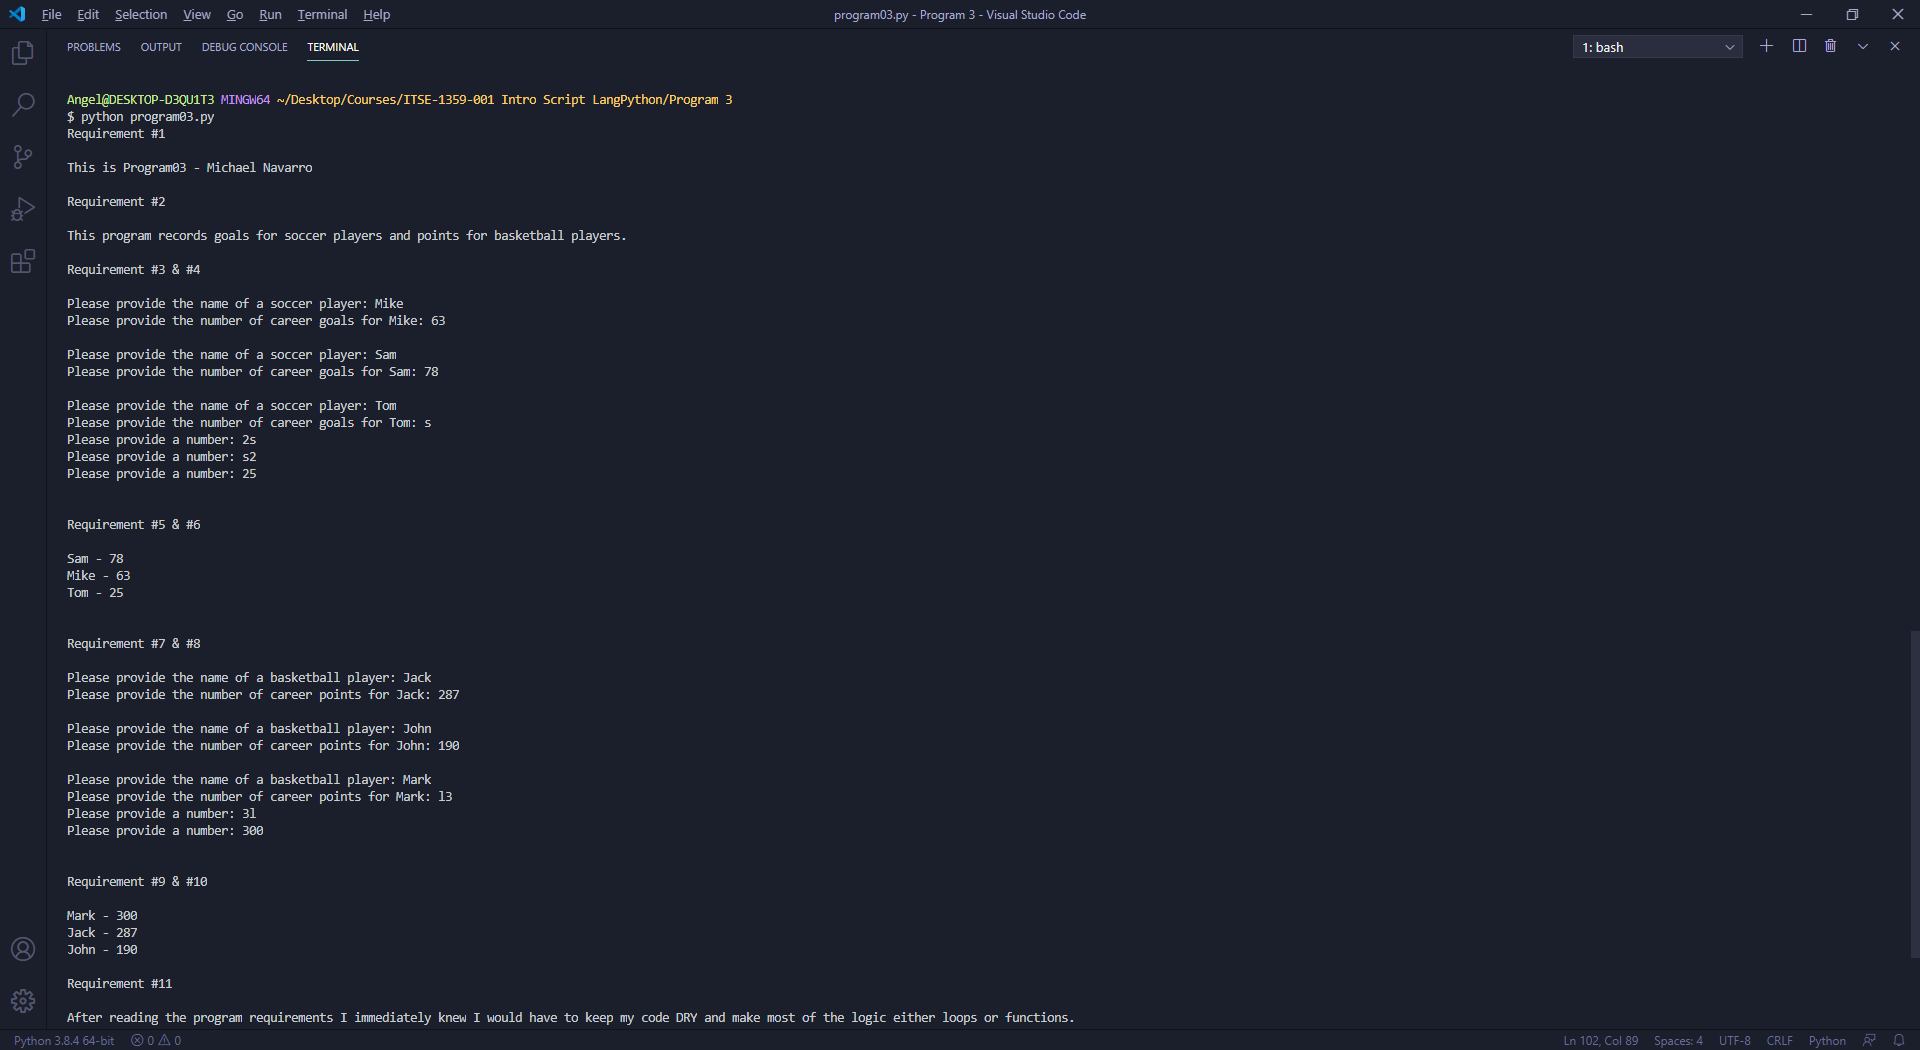 File Edit Selection View Go Run Terminal Help program03.py - Program 3 - Visual Studio Code
PROBLEMS OUTPUT DEBUG CONSOLE TERMINAL 1: bash
Angel@DESKTOP-D3QU1T3 MINGW64 ~/Desktop/Courses/ITSE-1359-001 Intro Script LangPython/Program 3
$ python program03.py
Requirement #1
This is Program03 - Michael Navarro
Requirement #2
This program records goals for soccer players and points for basketball players.
Requirement #3 & #4
Please provide the name of a soccer player: Mike
Please provide the number of career goals for Mike: 63
Please provide the name of a soccer player: Sam
Please provide the number of career goals for Sam: 78
Please provide the name of a soccer player: Tom
Please provide the number of career goals for Tom: s
Please provide a number: 2s
Please provide a number: s2
Please provide a number: 25
Requirement #5 & #6
Sam - 78
Mike - 63
Tom - 25
Requirement #7 & #8
Please provide the name of a basketball player: Jack
Please provide the number of career points for Jack: 287
Please provide the name of a basketball player: John
Please provide the number of career points for John: 190
Please provide the name of a basketball player: Mark
Please provide the number of career points for Mark: l3
Please provide a number: 3l
Please provide a number: 300
Requirement #9 & #10
Mark - 300
Jack - 287
John - 190
Requirement #11
After reading the program requirements I immediately knew I would have to keep my code DRY and make most of the logic either loops or functions.
Python 3.8.4 64-bit 0 0 Ln 102, Col 89 Spaces: 4 UTF-8 CRLF Python